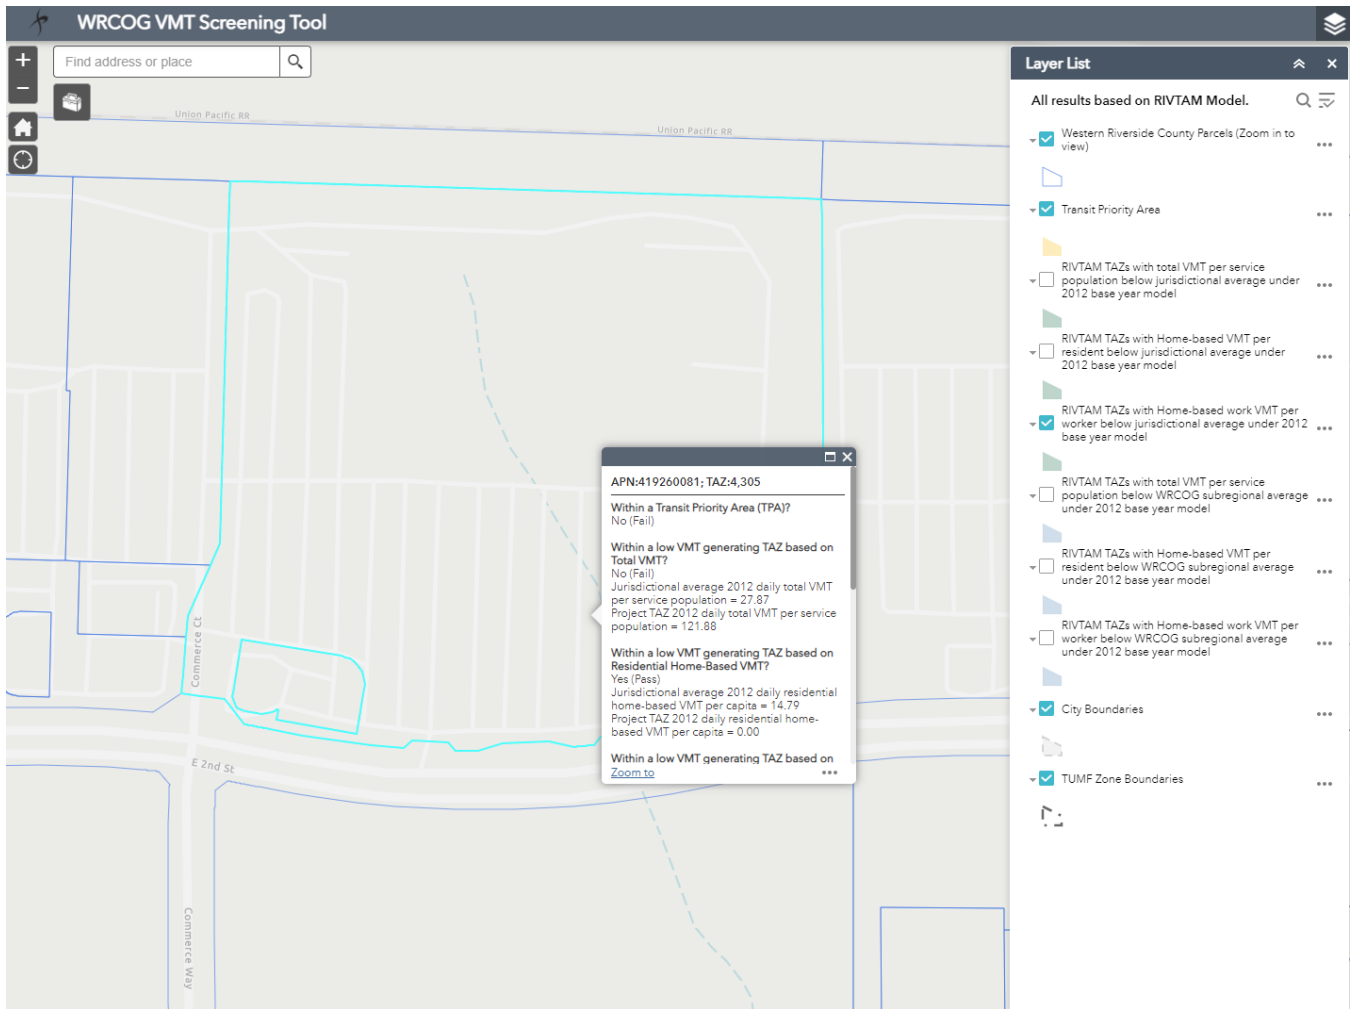 WRCOG VMT Screening Tool
Find address or place
Union Pacific RR
Union Pacific RR
Commerce Ct
E 2nd St
Commerce Way
APN:419260081; TAZ:4,305
Within a Transit Priority Area (TPA)?
No (Fail)
Within a low VMT generating TAZ based on
Total VMT?
No (Fail)
Jurisdictional average 2012 daily total VMT
per service population = 27.87
Project TAZ 2012 daily total VMT per service
population = 121.88
Within a low VMT generating TAZ based on
Residential Home-Based VMT?
Yes (Pass)
Jurisdictional average 2012 daily residential
home-based VMT per capita = 14.79
Project TAZ 2012 daily residential home-
based VMT per capita = 0.00
Within a low VMT generating TAZ based on
Zoom to
Layer List
All results based on RIVTAM Model.
Western Riverside County Parcels (Zoom in to
view)
Transit Priority Area
RIVTAM TAZs with total VMT per service
population below jurisdictional average under
2012 base year model
RIVTAM TAZs with Home-based VMT per
resident below jurisdictional average under
2012 base year model
RIVTAM TAZs with Home-based work VMT per
worker below jurisdictional average under 2012
base year model
RIVTAM TAZs with total VMT per service
population below WRCOG subregional average
under 2012 base year model
RIVTAM TAZs with Home-based VMT per
resident below WRCOG subregional average
under 2012 base year model
RIVTAM TAZs with Home-based work VMT per
worker below WRCOG subregional average
under 2012 base year model
City Boundaries
TUMF Zone Boundaries